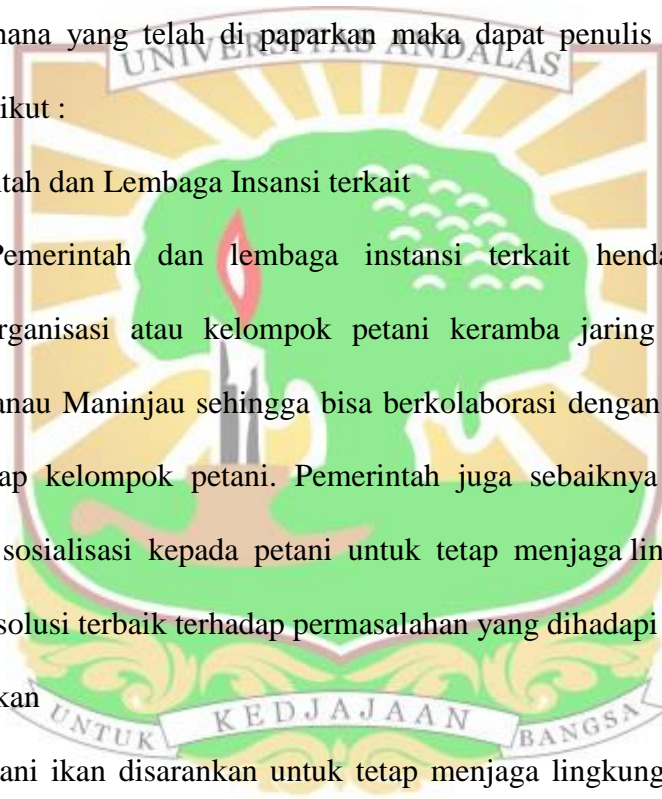 hana yang telah di paparkan maka dapat penulis
UNIVERSITAS ANDALAS
ikut :
ntah dan Lembaga Insansi terkait
Pemerintah dan lembaga instansi terkait henda
rganisasi atau kelompok petani keramba jaring
anau Maninjau sehingga bisa berkolaborasi dengan
ap kelompok petani. Pemerintah juga sebaiknya
sosialisasi kepada petani untuk tetap menjaga lin
solusi terbaik terhadap permasalahan yang dihadapi
kan
UNTUK KEDJAJAAN BANGSA
ani ikan disarankan untuk tetap menjaga lingkung